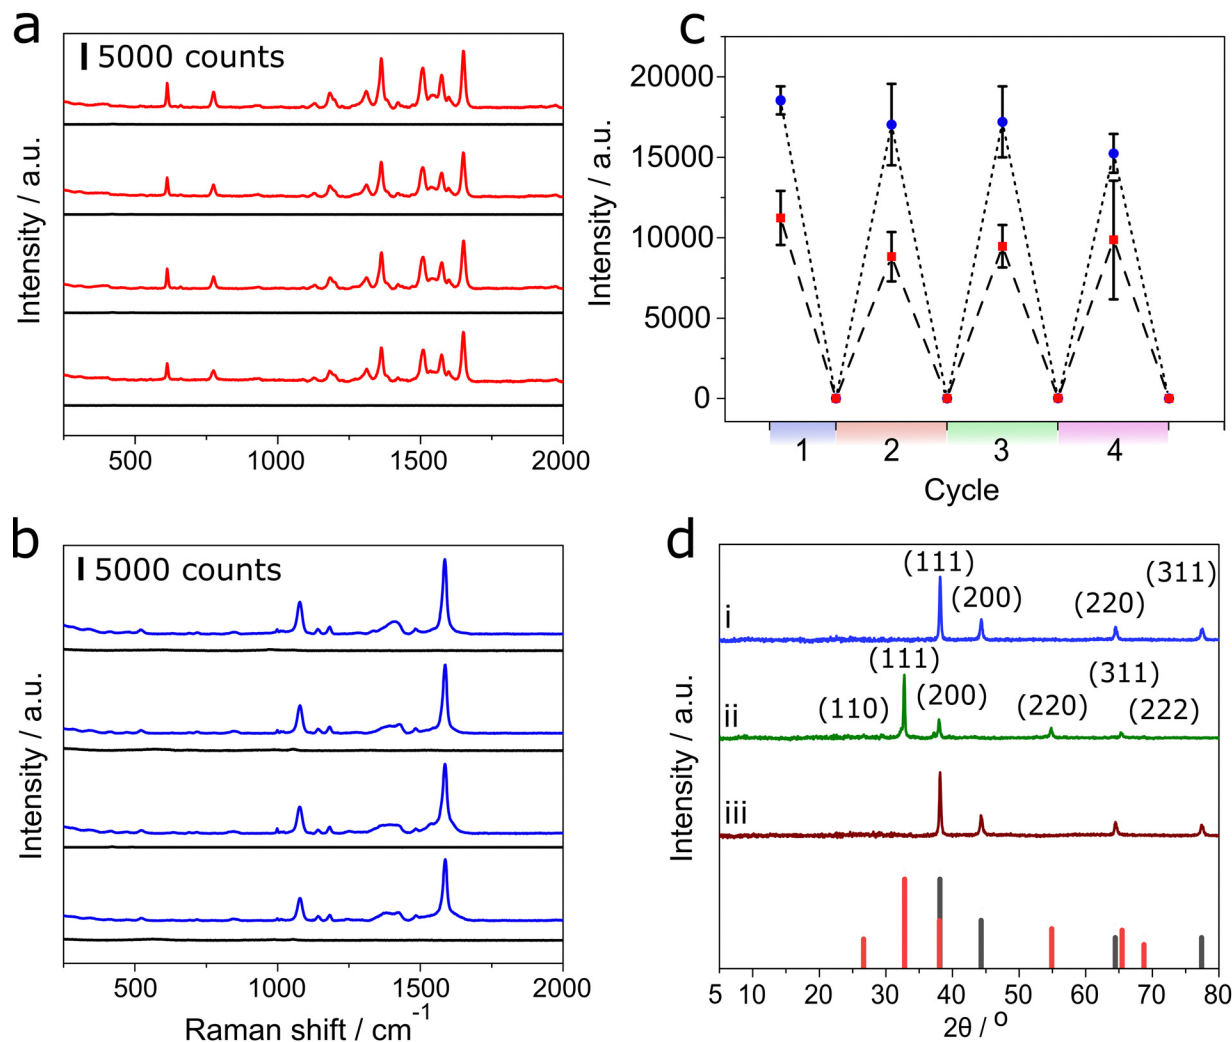 a
5000 counts
Intensity / a.u.
500 1000 1500 2000
c
20000
15000
10000
5000
0
Intensity / a.u.
1 2 3 4
Cycle
b
5000 counts
Intensity / a.u.
500 1000 1500 2000
Raman shift / cm⁻¹
d
i
(111)
(200)
(220)
(311)
ii
(110)
(111)
(200)
(220)
(311)
(222)
iii
Intensity / a.u.
5 10 20 30 40 50 60 70 80
2θ / °